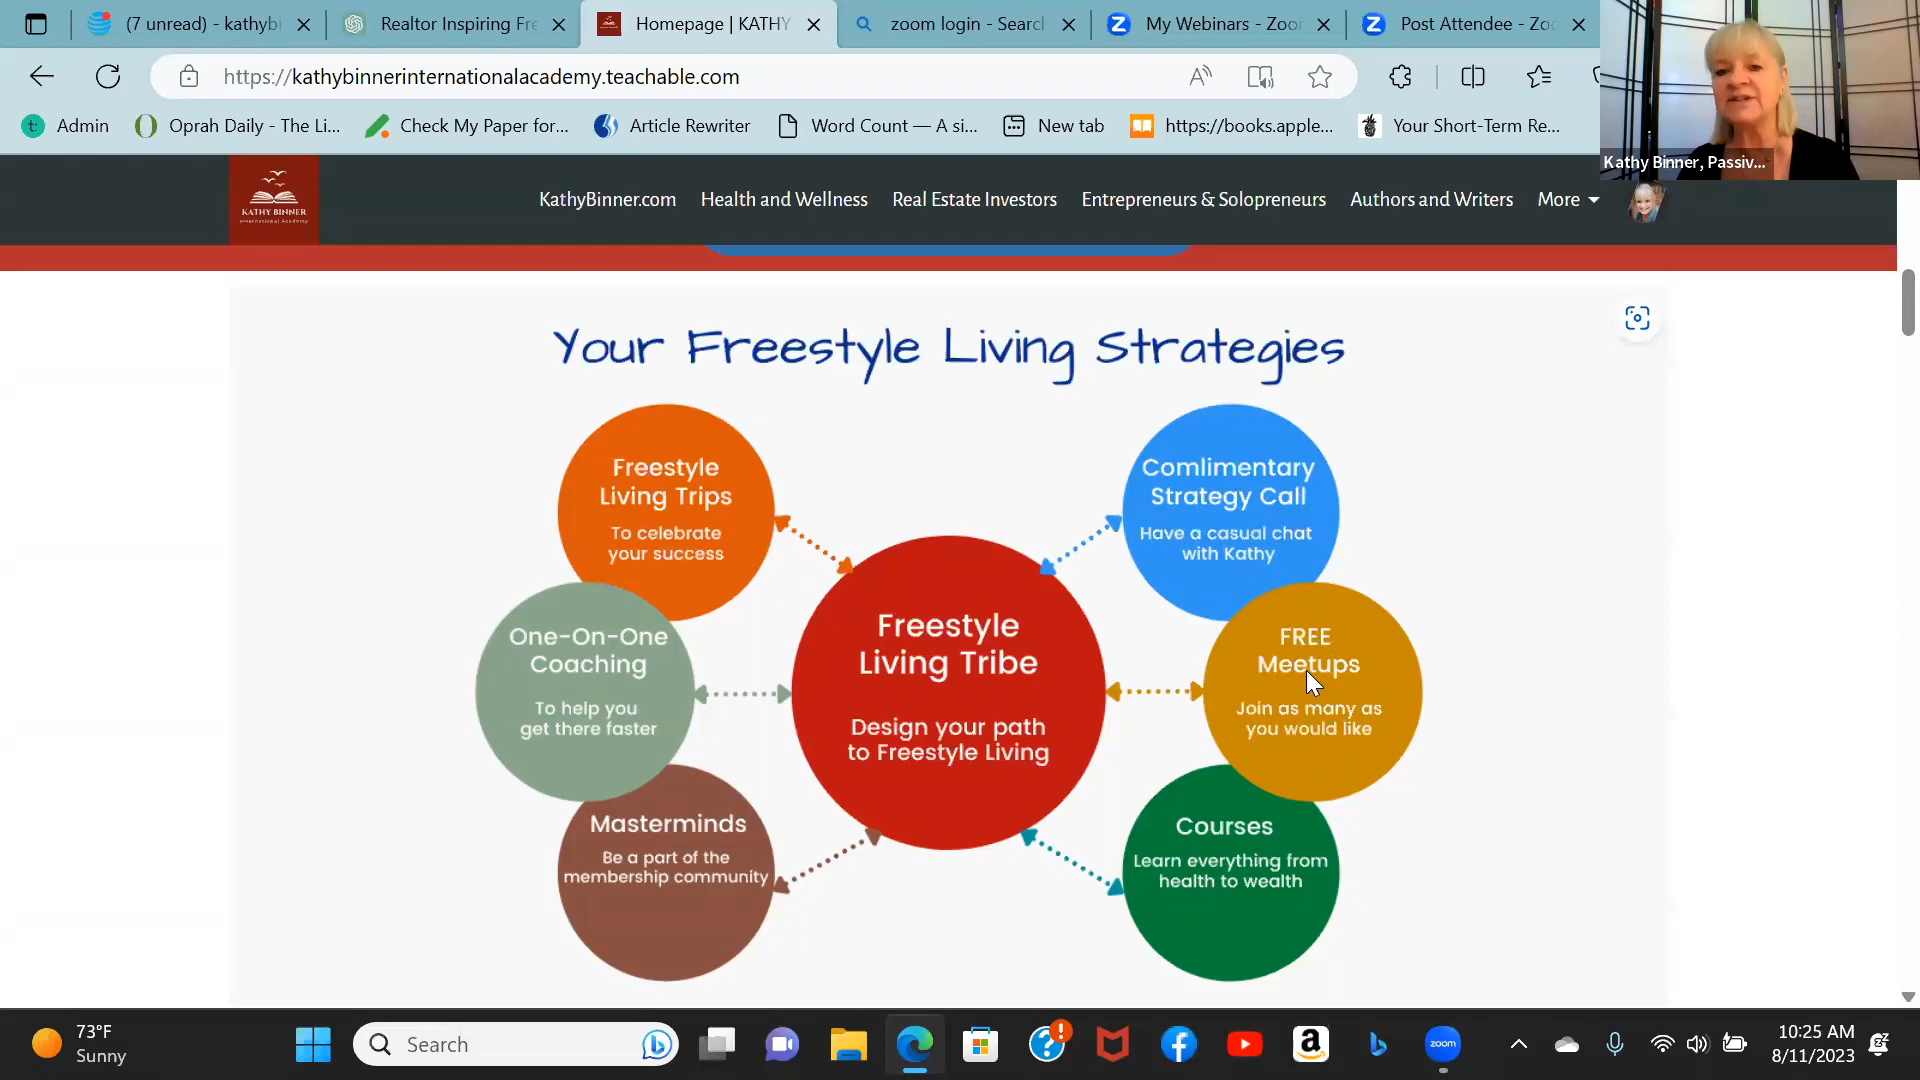 (7 unread) - kathybi
Realtor Inspiring Fre
Homepage | KATHY
zoom login - Search
My Webinars - Zoom
Post Attendee - Zo
https://kathybinnerinternationalacademy.teachable.com
Admin
Oprah Daily - The Li...
Check My Paper for...
Article Rewriter
Word Count — A si...
New tab
https://books.apple...
Your Short-Term Re...
Kathy Binner, Passiv...
KATHY BINNER
International Academy
KathyBinner.com
Health and Wellness
Real Estate Investors
Entrepreneurs & Solopreneurs
Authors and Writers
More
Your Freestyle Living Strategies
Freestyle
Living Trips
To celebrate
your success
Comlimentary
Strategy Call
Have a casual chat
with Kathy
One-On-One
Coaching
To help you
get there faster
Freestyle
Living Tribe
Design your path
to Freestyle Living
FREE
Meetups
Join as many as
you would like
Masterminds
Be a part of the
membership community
Courses
Learn everything from
health to wealth
73°F
Sunny
Search
zoom
10:25 AM
8/11/2023